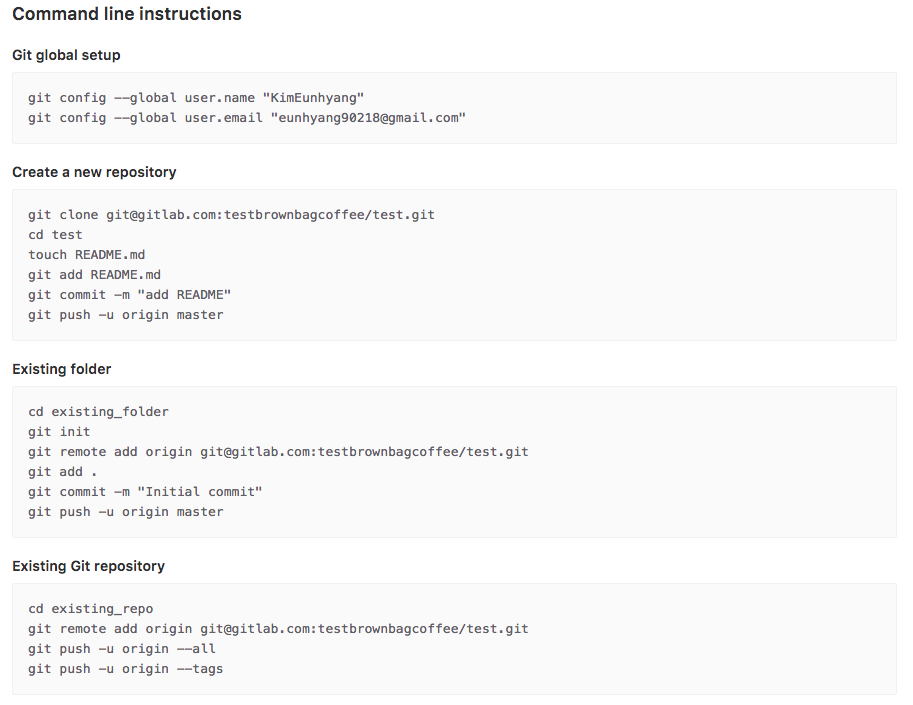 Command line instructions
Git global setup
git config --global user.name "KimEunhyang"
git config --global user.email "eunhyang90218@gmail.com"
Create a new repository
git clone git@gitlab.com:testbrownbagcoffee/test.git
cd test
touch README.md
git add README.md
git commit -m "add README"
git push -u origin master
Existing folder
cd existing_folder
git init
git remote add origin git@gitlab.com:testbrownbagcoffee/test.git
git add .
git commit -m "Initial commit"
git push -u origin master
Existing Git repository
cd existing_repo
git remote add origin git@gitlab.com:testbrownbagcoffee/test.git
git push -u origin --all
git push -u origin --tags